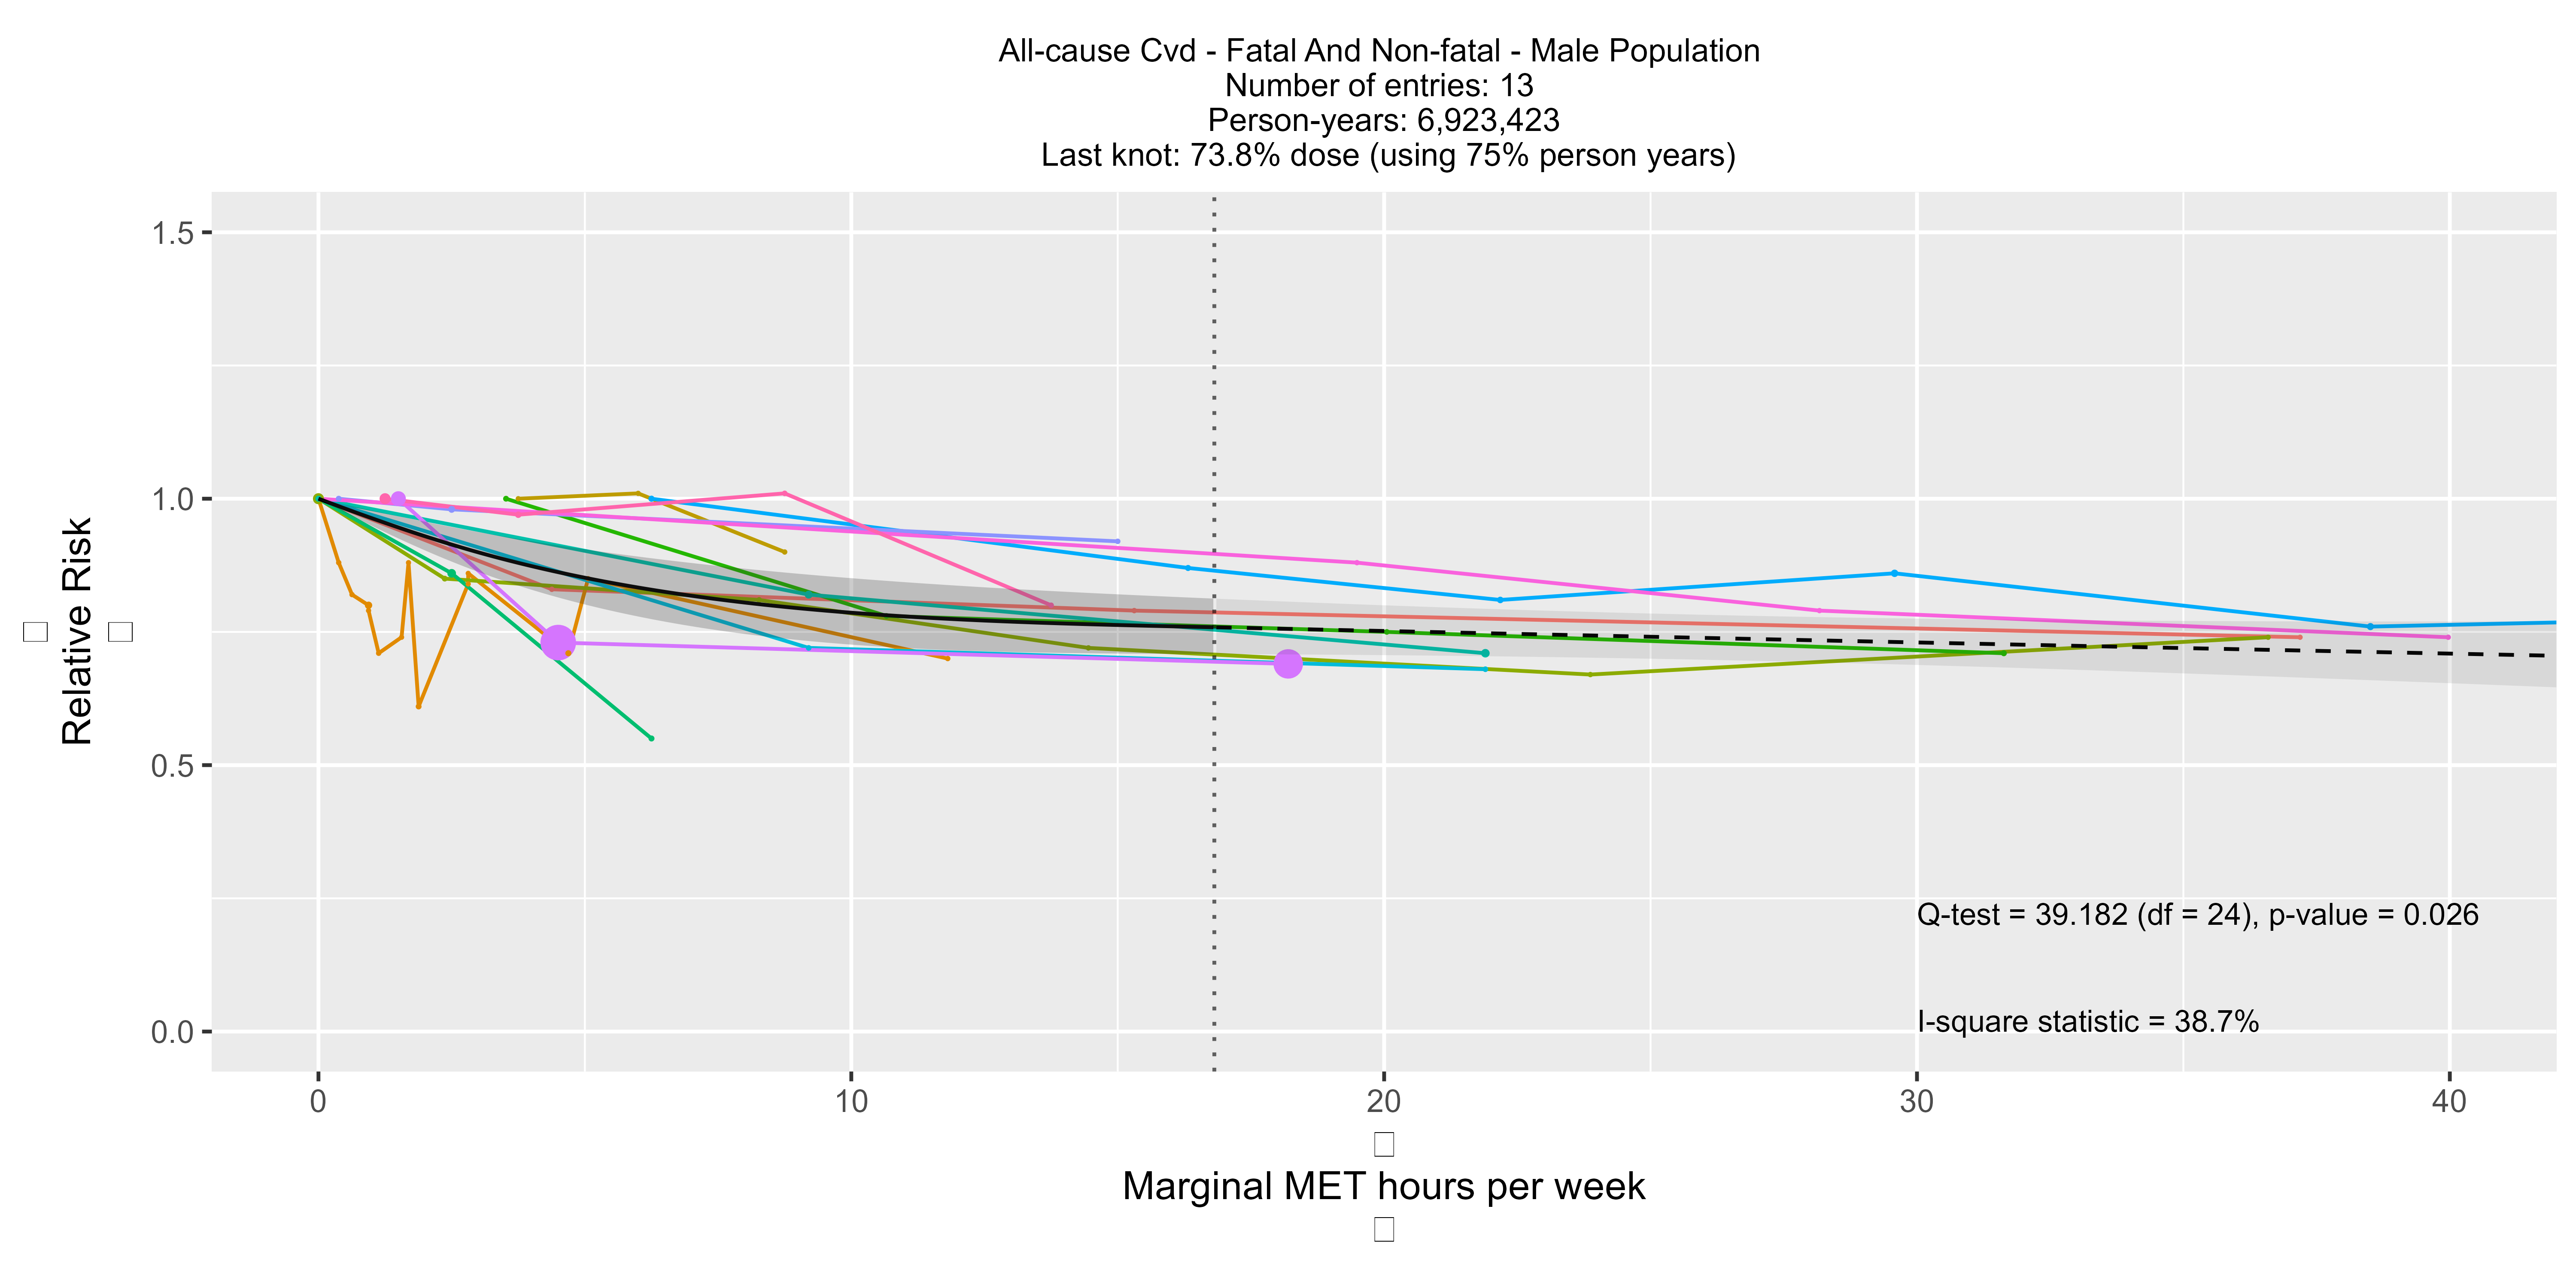 All-cause Cvd - Fatal And Non-fatal - Male Population
Number of entries: 13
Person-years: 6,923,423
Last knot: 73.8% dose (using 75% person years)
Relative Risk
1.5
1.0
0.5
0.0
Q-test = 39.182 (df = 24), p-value = 0.026
I-square statistic = 38.7%
0 10 20 30 40
Marginal MET hours per week